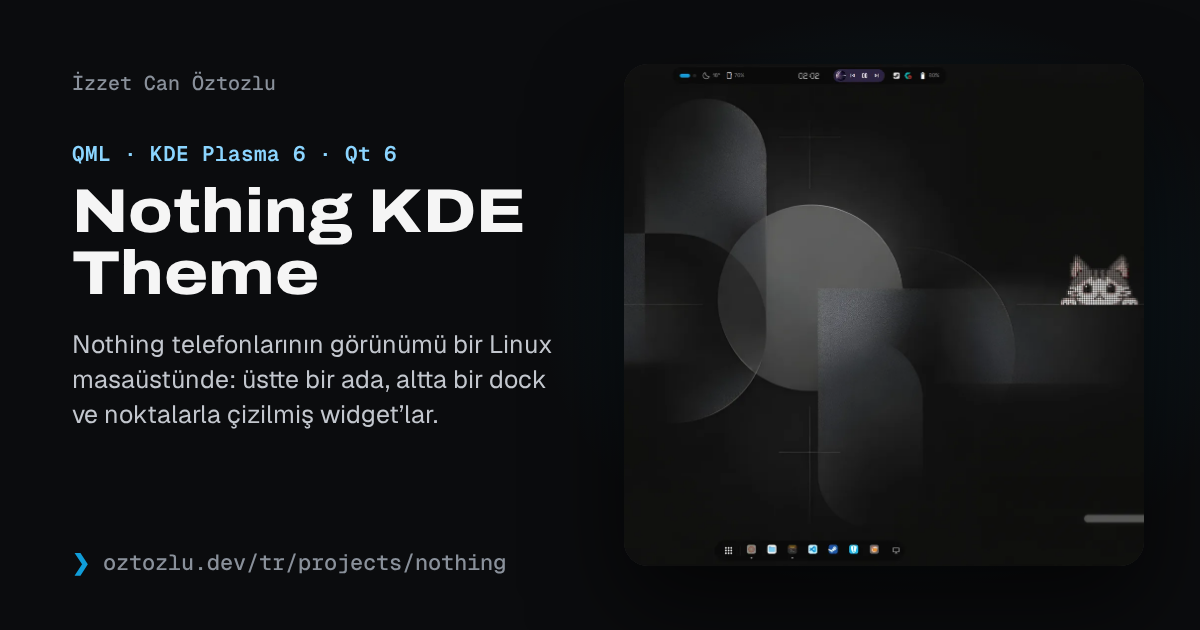 İzzet Can Öztozlu
QML · KDE Plasma 6 · Qt 6
Nothing KDE
Theme
Nothing telefonlarının görünümü bir Linux
masaüstünde: üstte bir ada, altta bir dock
ve noktalarla çizilmiş widget’lar.
❯ oztozlu.dev/tr/projects/nothing
02:02